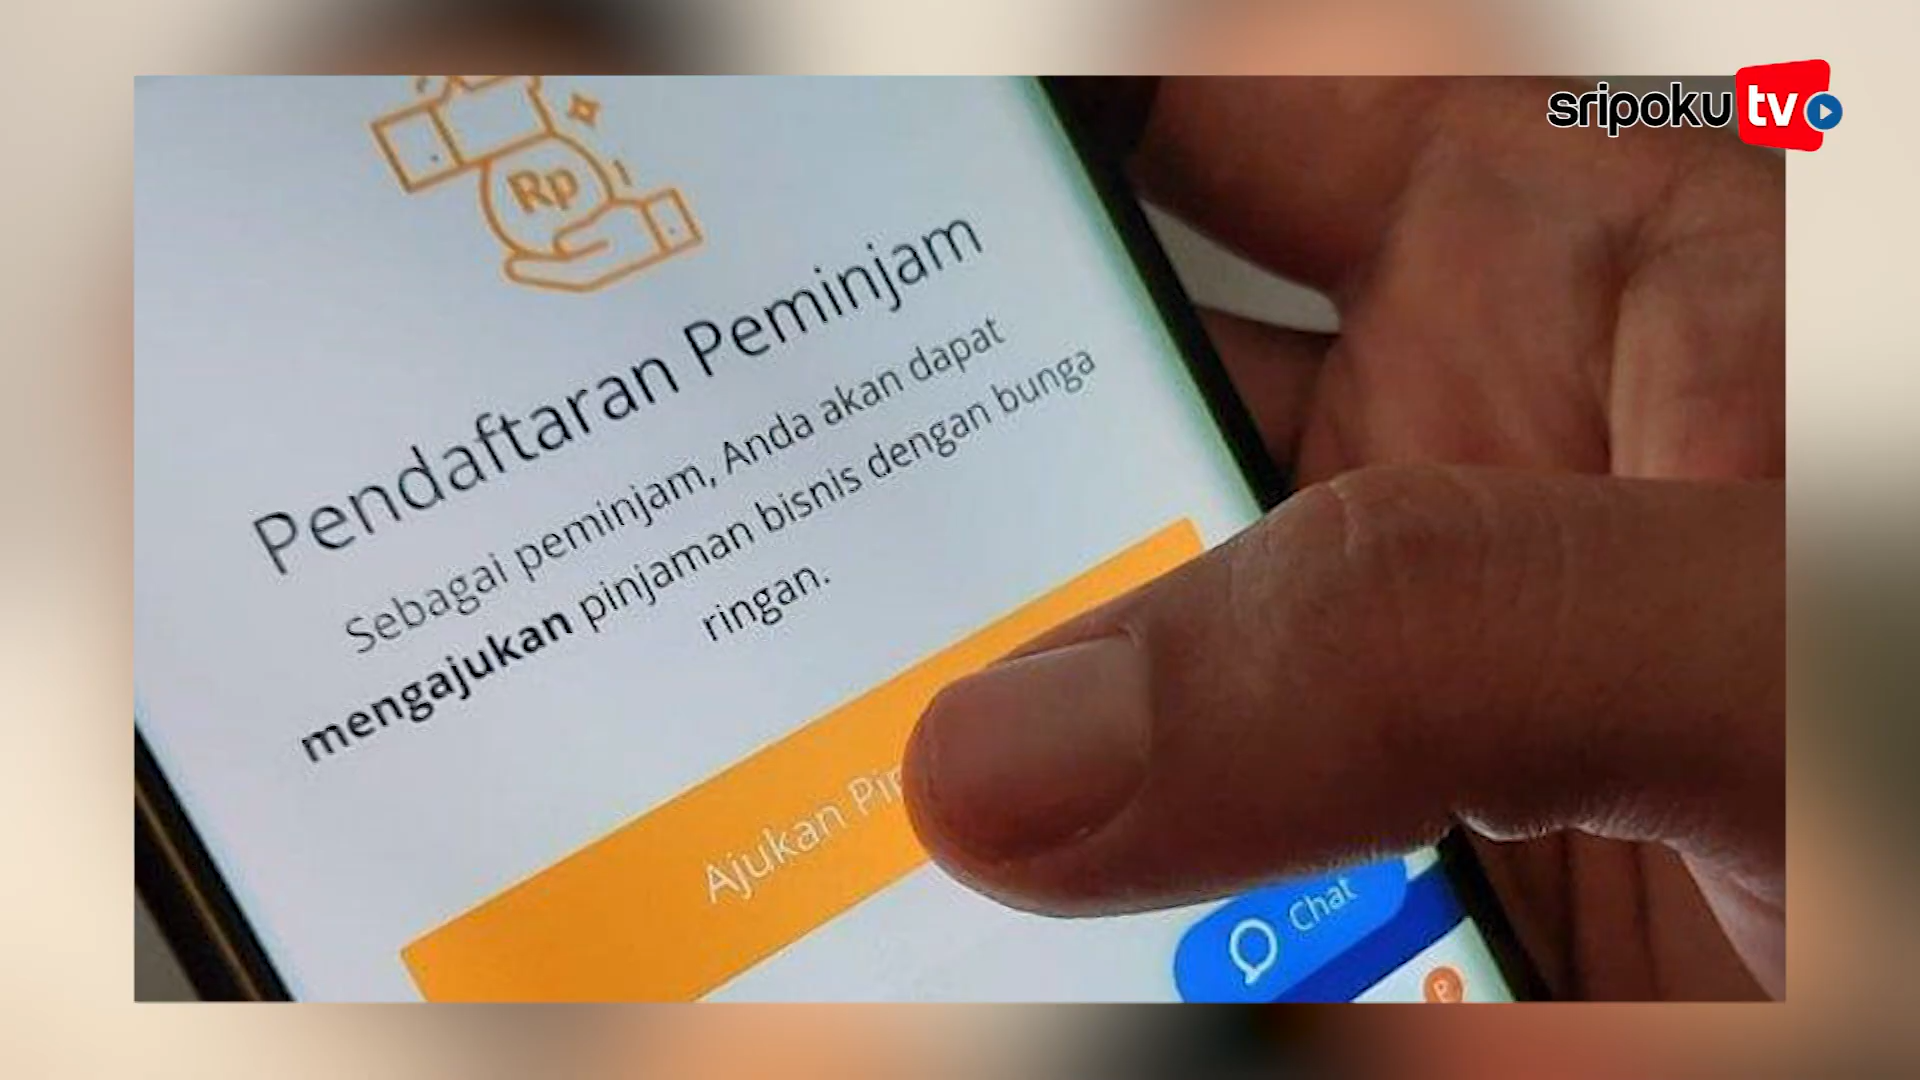 sripoku tv
Rp
Pendaftaran Peminjam
Sebagai peminjam, Anda akan dapat
mengajukan pinjaman bisnis dengan bunga
ringan.
Ajukan
Chat